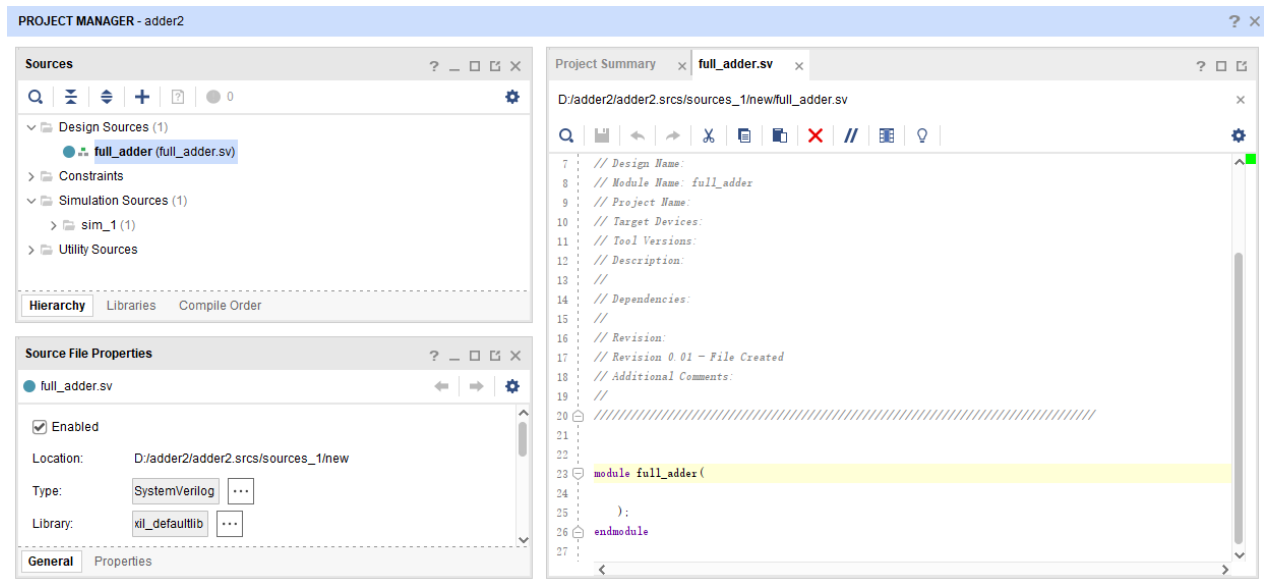 PROJECT MANAGER - adder2
Sources
0
Design Sources (1)
full_adder (full_adder.sv)
Constraints
Simulation Sources (1)
sim_1 (1)
Utility Sources
Hierarchy Libraries Compile Order
Source File Properties
full_adder.sv
Enabled
Location: D:/adder2/adder2.srcs/sources_1/new
Type: SystemVerilog ···
Library: xil_defaultlib ···
General Properties
Project Summary × full_adder.sv ×
D:/adder2/adder2.srcs/sources_1/new/full_adder.sv
7 // Design Name:
8 // Module Name: full_adder
9 // Project Name:
10 // Target Devices:
11 // Tool Versions:
12 // Description:
13 //
14 // Dependencies:
15 //
16 // Revision:
17 // Revision 0.01 - File Created
18 // Additional Comments:
19 //
20 //////////////////////////////////////////////////////////////////////////////////
21
22
23 module full_adder(
24
25 );
26 endmodule
27